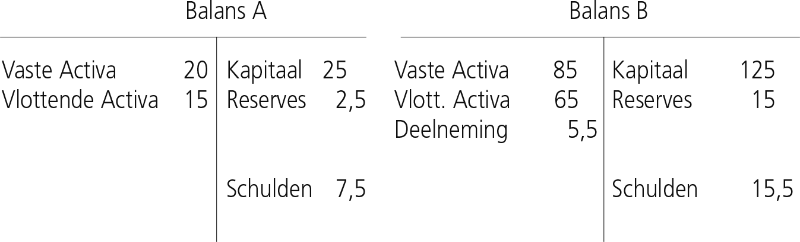 Balans A
Vaste Activa 20 Kapitaal 25
Vlottende Activa 15 Reserves 2,5
Schulden 7,5
Balans B
Vaste Activa 85 Kapitaal 125
Vlott. Activa 65 Reserves 15
Deelneming 5,5
Schulden 15,5